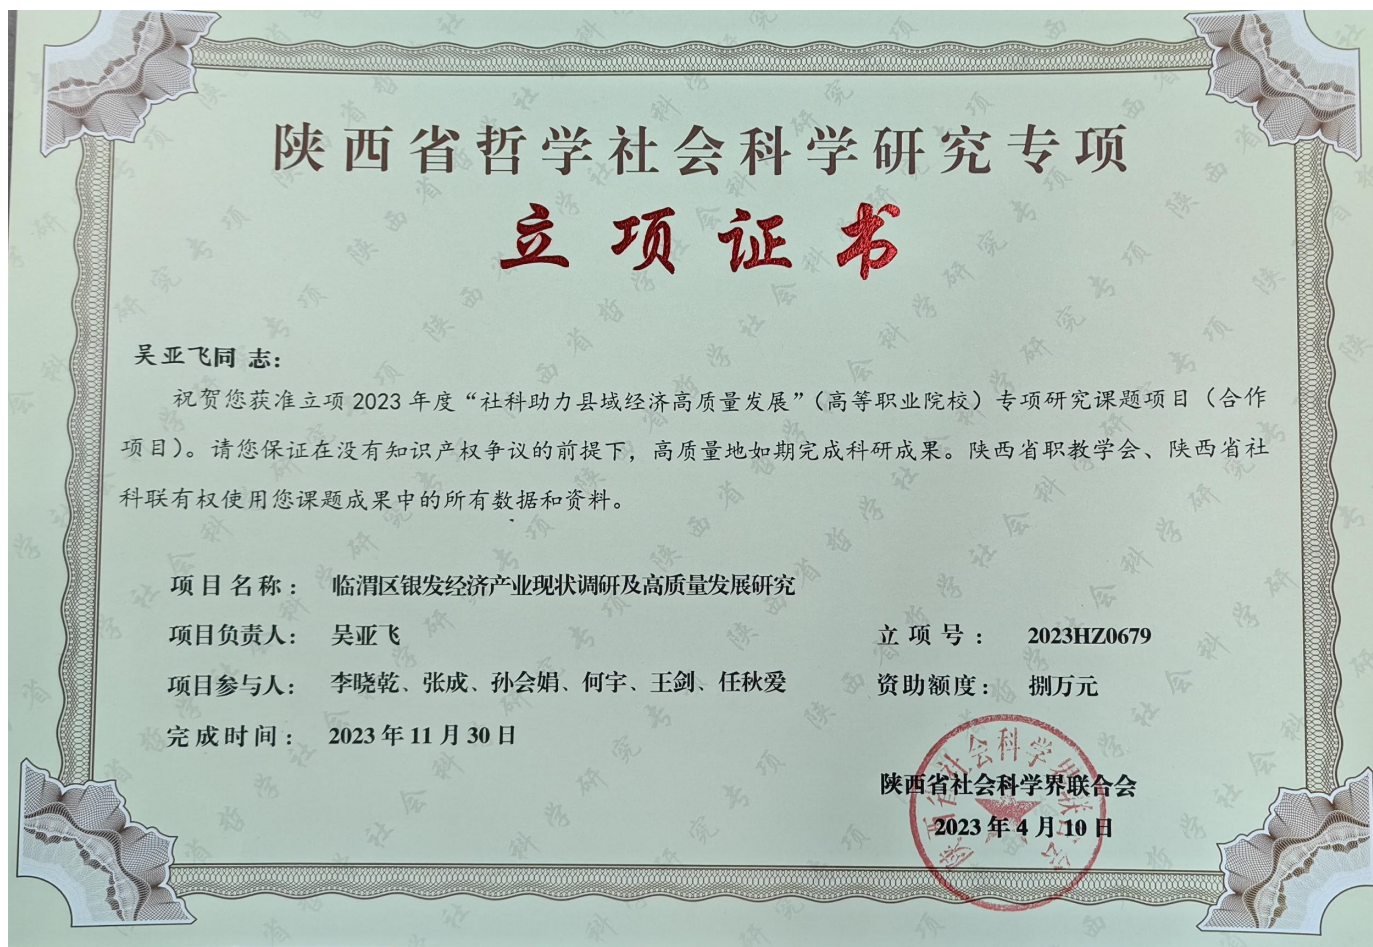 陕西省哲学社会科学研究专项
立项证书
吴亚飞同 志：
祝贺您获准立项2023年度“社科助力县域经济高质量发展”（高等职业院校）专项研究课题项目（合作
项目）。请您保证在没有知识产权争议的前提下，高质量地如期完成科研成果。陕西省职教学会、陕西省社
科联有权使用您课题成果中的所有数据和资料。
项目名称： 临渭区银发经济产业现状调研及高质量发展研究
项目负责人： 吴亚飞 立项号： 2023HZ0679
项目参与人： 李晓乾、张成、孙会娟、何宇、王剑、任秋爱 资助额度： 捌万元
完成时间： 2023年11月30日
陕西省社会科学界联合会
2023年4月10日
陕西省社会科学界联合会